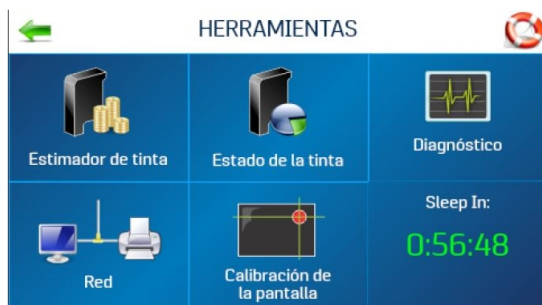 HERRAMIENTAS
Estimador de tinta
Estado de la tinta
Diagnóstico
Red
Calibración de
la pantalla
Sleep In:
0:56:48